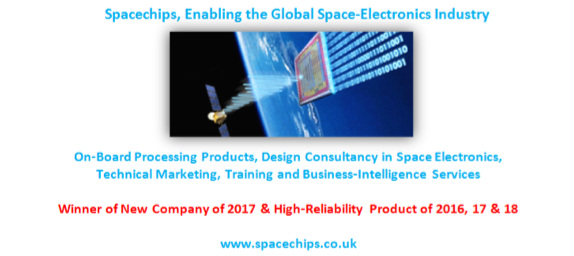 Spacechips, Enabling the Global Space-Electronics Industry
On-Board Processing Products, Design Consultancy in Space Electronics,
Technical Marketing, Training and Business-Intelligence Services
Winner of New Company of 2017 & High-Reliability Product of 2016, 17 & 18
www.spacechips.co.uk